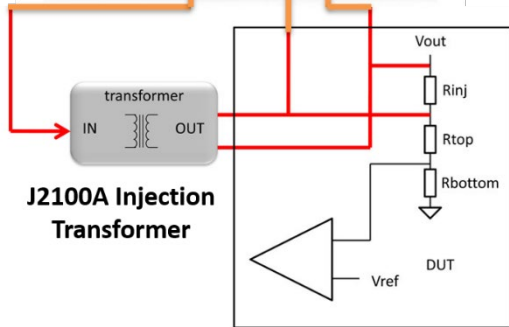 Vout
transformer
Rinj
IN
OUT
Rtop
J2100A Injection
Transformer
Rbottom
Vref
DUT